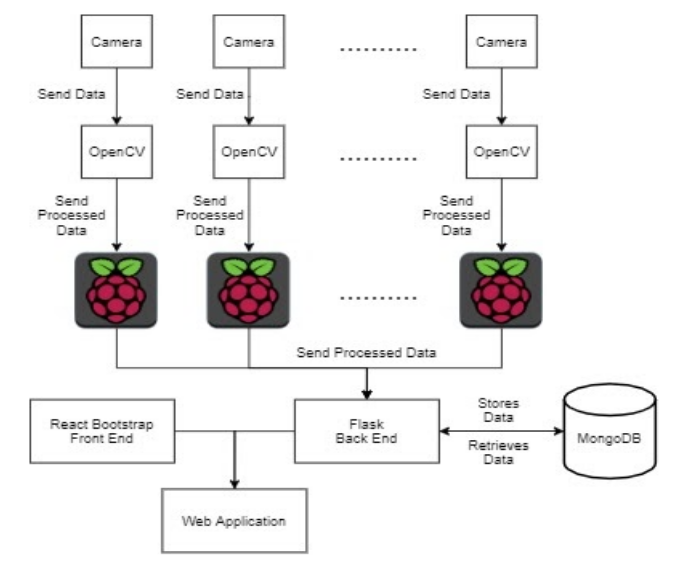 Camera
Camera
Camera
Send Data
Send Data
Send Data
OpenCV
OpenCV
OpenCV
Send
Processed
Data
Send
Processed
Data
Send
Processed
Data
Send Processed Data
React Bootstrap
Front End
Flask
Back End
Stores
Data
Retrieves
Data
MongoDB
Web Application